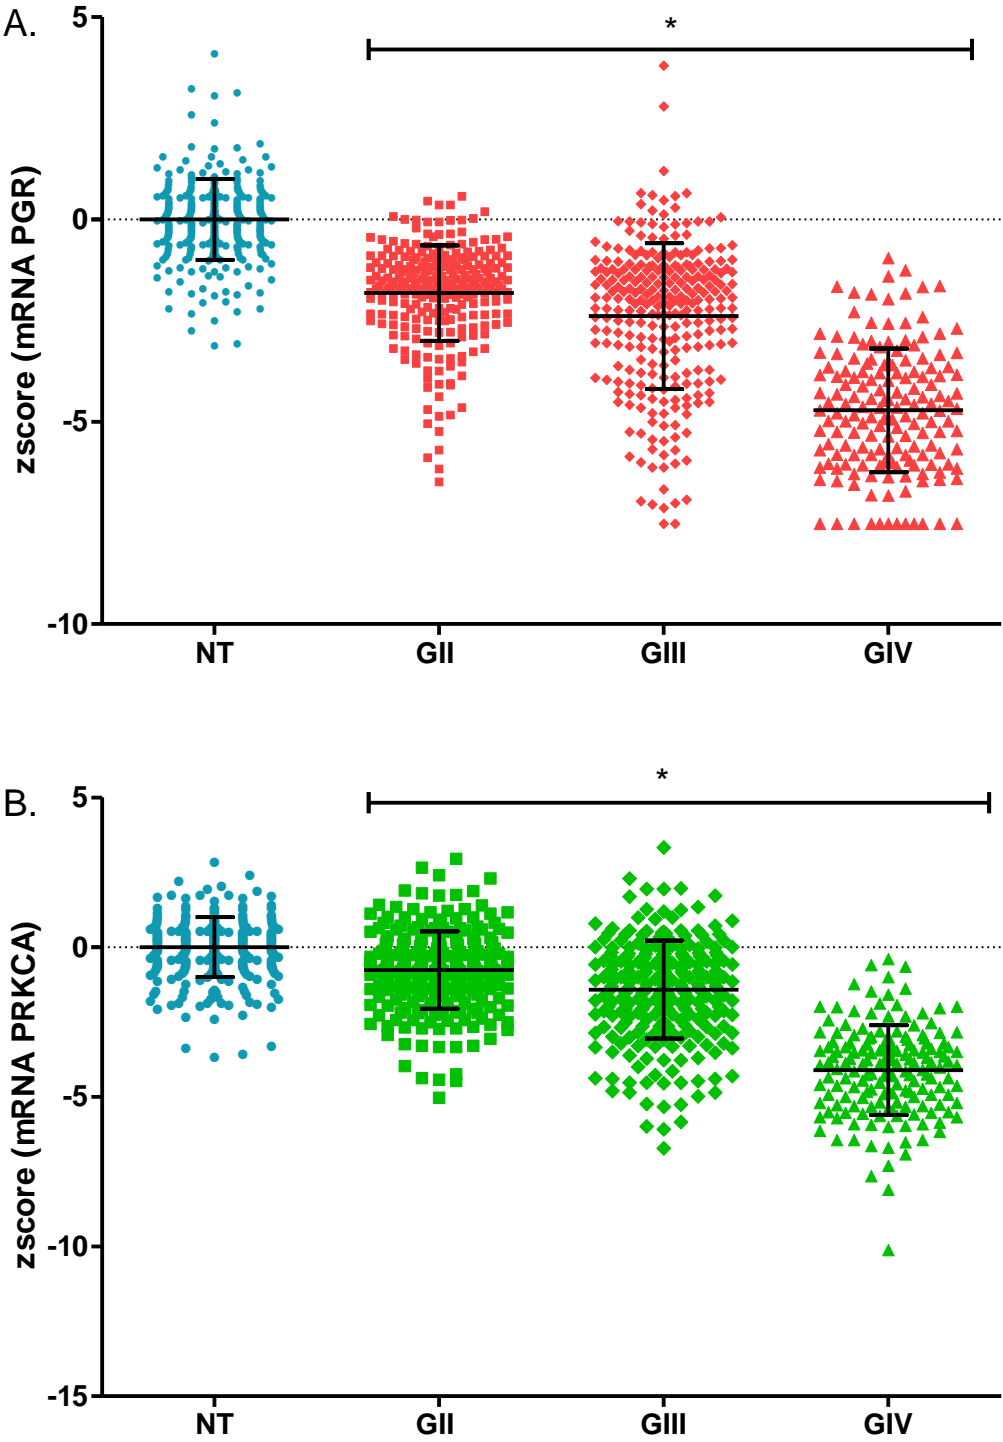 A.
5
*
0
-5
-10
zscore (mRNA PGR)
NT GII GIII GIV
B.
5
*
0
-5
-10
-15
zscore (mRNA PRKCA)
NT GII GIII GIV